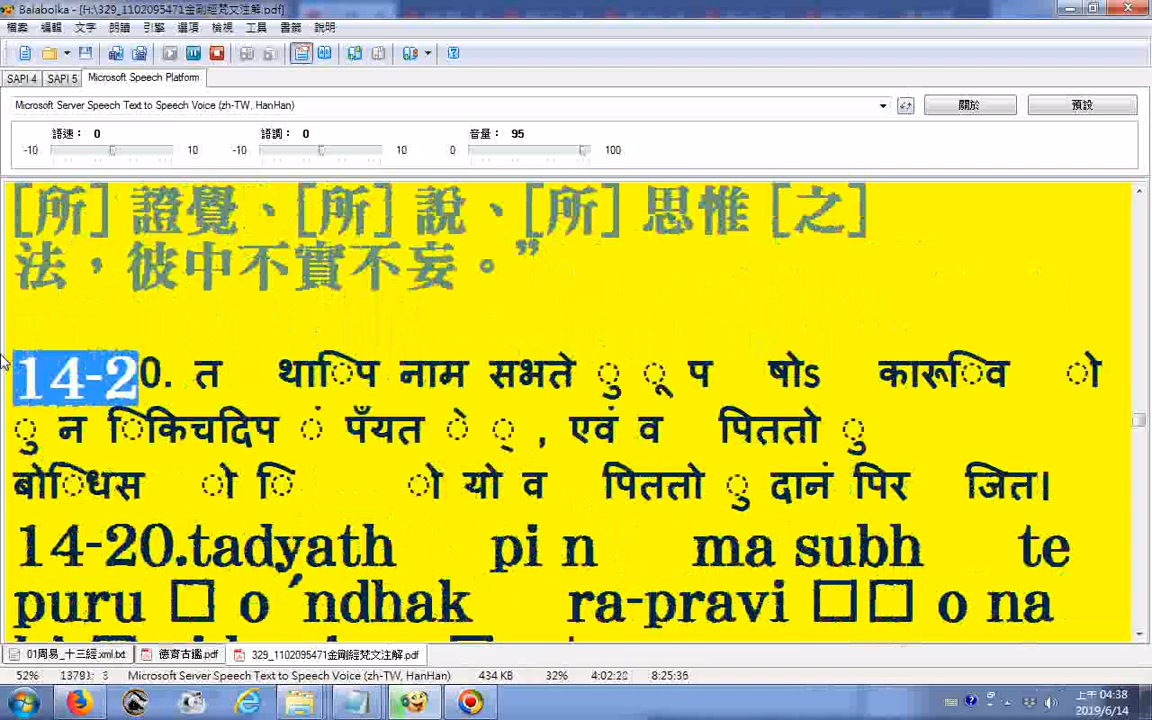 Balabolka - [H:\329_1102095471金剛經梵文注解.pdf]
檔案 編輯 文字 朗讀 引擎 選項 檢視 工具 書籤 說明
SAPI 4 SAPI 5 Microsoft Speech Platform
Microsoft Server Speech Text to Speech Voice (zh-TW, HanHan) 關於 預設
語速： 0 語調： 0 音量： 95
-10 10 -10 10 0 100
[所] 證覺、[所] 說、[所] 思惟 [之]
法，彼中不實不妄。”
14-20. त थािप नाम सभते ु ू प षोऽ कारूिव ो
ु न िकिचदिप ं पँयत े ् , एवं व पिततो ु
बोिधस ो ि ो यो व पिततो ु दानं पिर जित।
14-20.tadyath pi n ma subh te
puru □ o ´ndhak ra-pravi □□ o na
01周易_十三經.xml.txt 德育古鑑.pdf 329_1102095471金剛經梵文注解.pdf
52% Microsoft Server Speech Text to Speech Voice (zh-TW, HanHan) 434 KB 32% 4:02:22 8:25:36
上午 04:38
2019/6/14